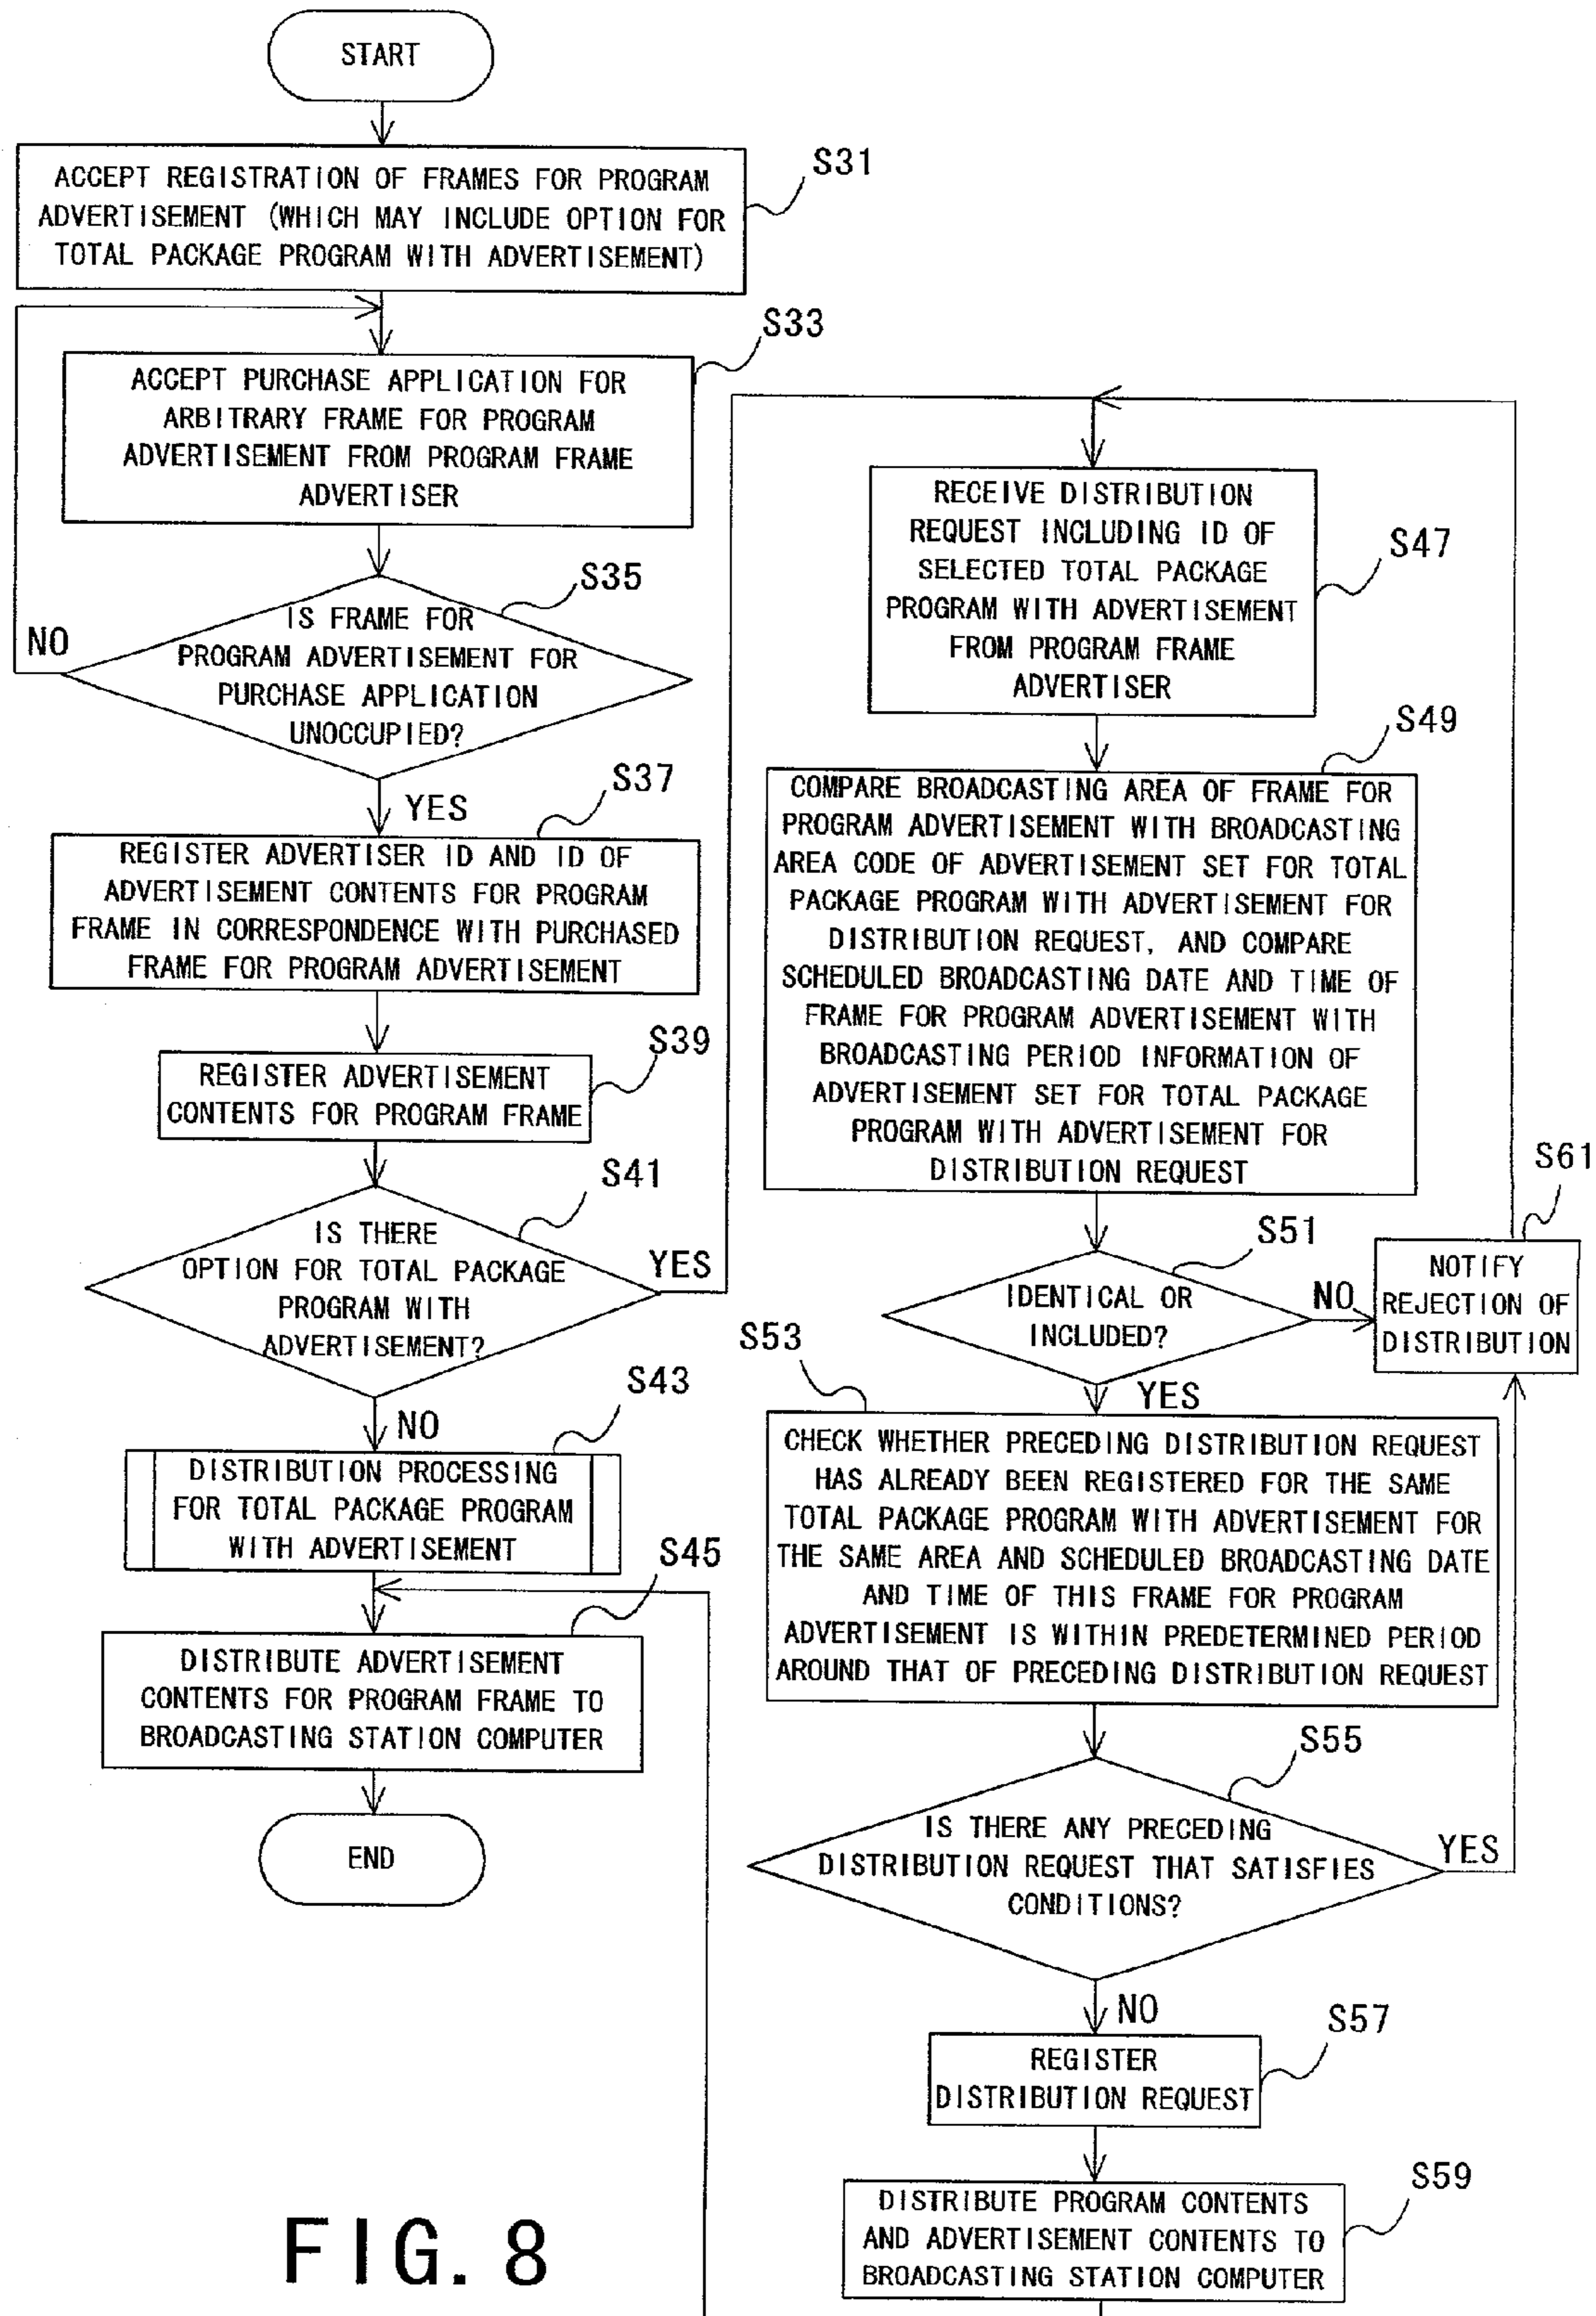 START
ACCEPT REGISTRATION OF FRAMES FOR PROGRAM
ADVERTISEMENT (WHICH MAY INCLUDE OPTION FOR
TOTAL PACKAGE PROGRAM WITH ADVERTISEMENT)
S31
S33
ACCEPT PURCHASE APPLICATION FOR
ARBITRARY FRAME FOR PROGRAM
ADVERTISEMENT FROM PROGRAM FRAME
ADVERTISER
S35
IS FRAME FOR
PROGRAM ADVERTISEMENT FOR
PURCHASE APPLICATION
UNOCCUPIED?
NO
YES
S37
REGISTER ADVERTISER ID AND ID OF
ADVERTISEMENT CONTENTS FOR PROGRAM
FRAME IN CORRESPONDENCE WITH PURCHASED
FRAME FOR PROGRAM ADVERTISEMENT
S39
REGISTER ADVERTISEMENT
CONTENTS FOR PROGRAM FRAME
S41
IS THERE
OPTION FOR TOTAL PACKAGE
PROGRAM WITH
ADVERTISEMENT?
YES
NO
S43
DISTRIBUTION PROCESSING
FOR TOTAL PACKAGE PROGRAM
WITH ADVERTISEMENT
S45
DISTRIBUTE ADVERTISEMENT
CONTENTS FOR PROGRAM FRAME TO
BROADCASTING STATION COMPUTER
END
RECEIVE DISTRIBUTION
REQUEST INCLUDING ID OF
SELECTED TOTAL PACKAGE
PROGRAM WITH ADVERTISEMENT
FROM PROGRAM FRAME
ADVERTISER
S47
S49
COMPARE BROADCASTING AREA OF FRAME FOR
PROGRAM ADVERTISEMENT WITH BROADCASTING
AREA CODE OF ADVERTISEMENT SET FOR TOTAL
PACKAGE PROGRAM WITH ADVERTISEMENT FOR
DISTRIBUTION REQUEST, AND COMPARE
SCHEDULED BROADCASTING DATE AND TIME OF
FRAME FOR PROGRAM ADVERTISEMENT WITH
BROADCASTING PERIOD INFORMATION OF
ADVERTISEMENT SET FOR TOTAL PACKAGE
PROGRAM WITH ADVERTISEMENT FOR
DISTRIBUTION REQUEST
S51
IDENTICAL OR
INCLUDED?
NO
YES
S61
NOTIFY
REJECTION OF
DISTRIBUTION
S53
CHECK WHETHER PRECEDING DISTRIBUTION REQUEST
HAS ALREADY BEEN REGISTERED FOR THE SAME
TOTAL PACKAGE PROGRAM WITH ADVERTISEMENT FOR
THE SAME AREA AND SCHEDULED BROADCASTING DATE
AND TIME OF THIS FRAME FOR PROGRAM
ADVERTISEMENT IS WITHIN PREDETERMINED PERIOD
AROUND THAT OF PRECEDING DISTRIBUTION REQUEST
S55
IS THERE ANY PRECEDING
DISTRIBUTION REQUEST THAT SATISFIES
CONDITIONS?
YES
NO
S57
REGISTER
DISTRIBUTION REQUEST
S59
DISTRIBUTE PROGRAM CONTENTS
AND ADVERTISEMENT CONTENTS TO
BROADCASTING STATION COMPUTER
FIG. 8